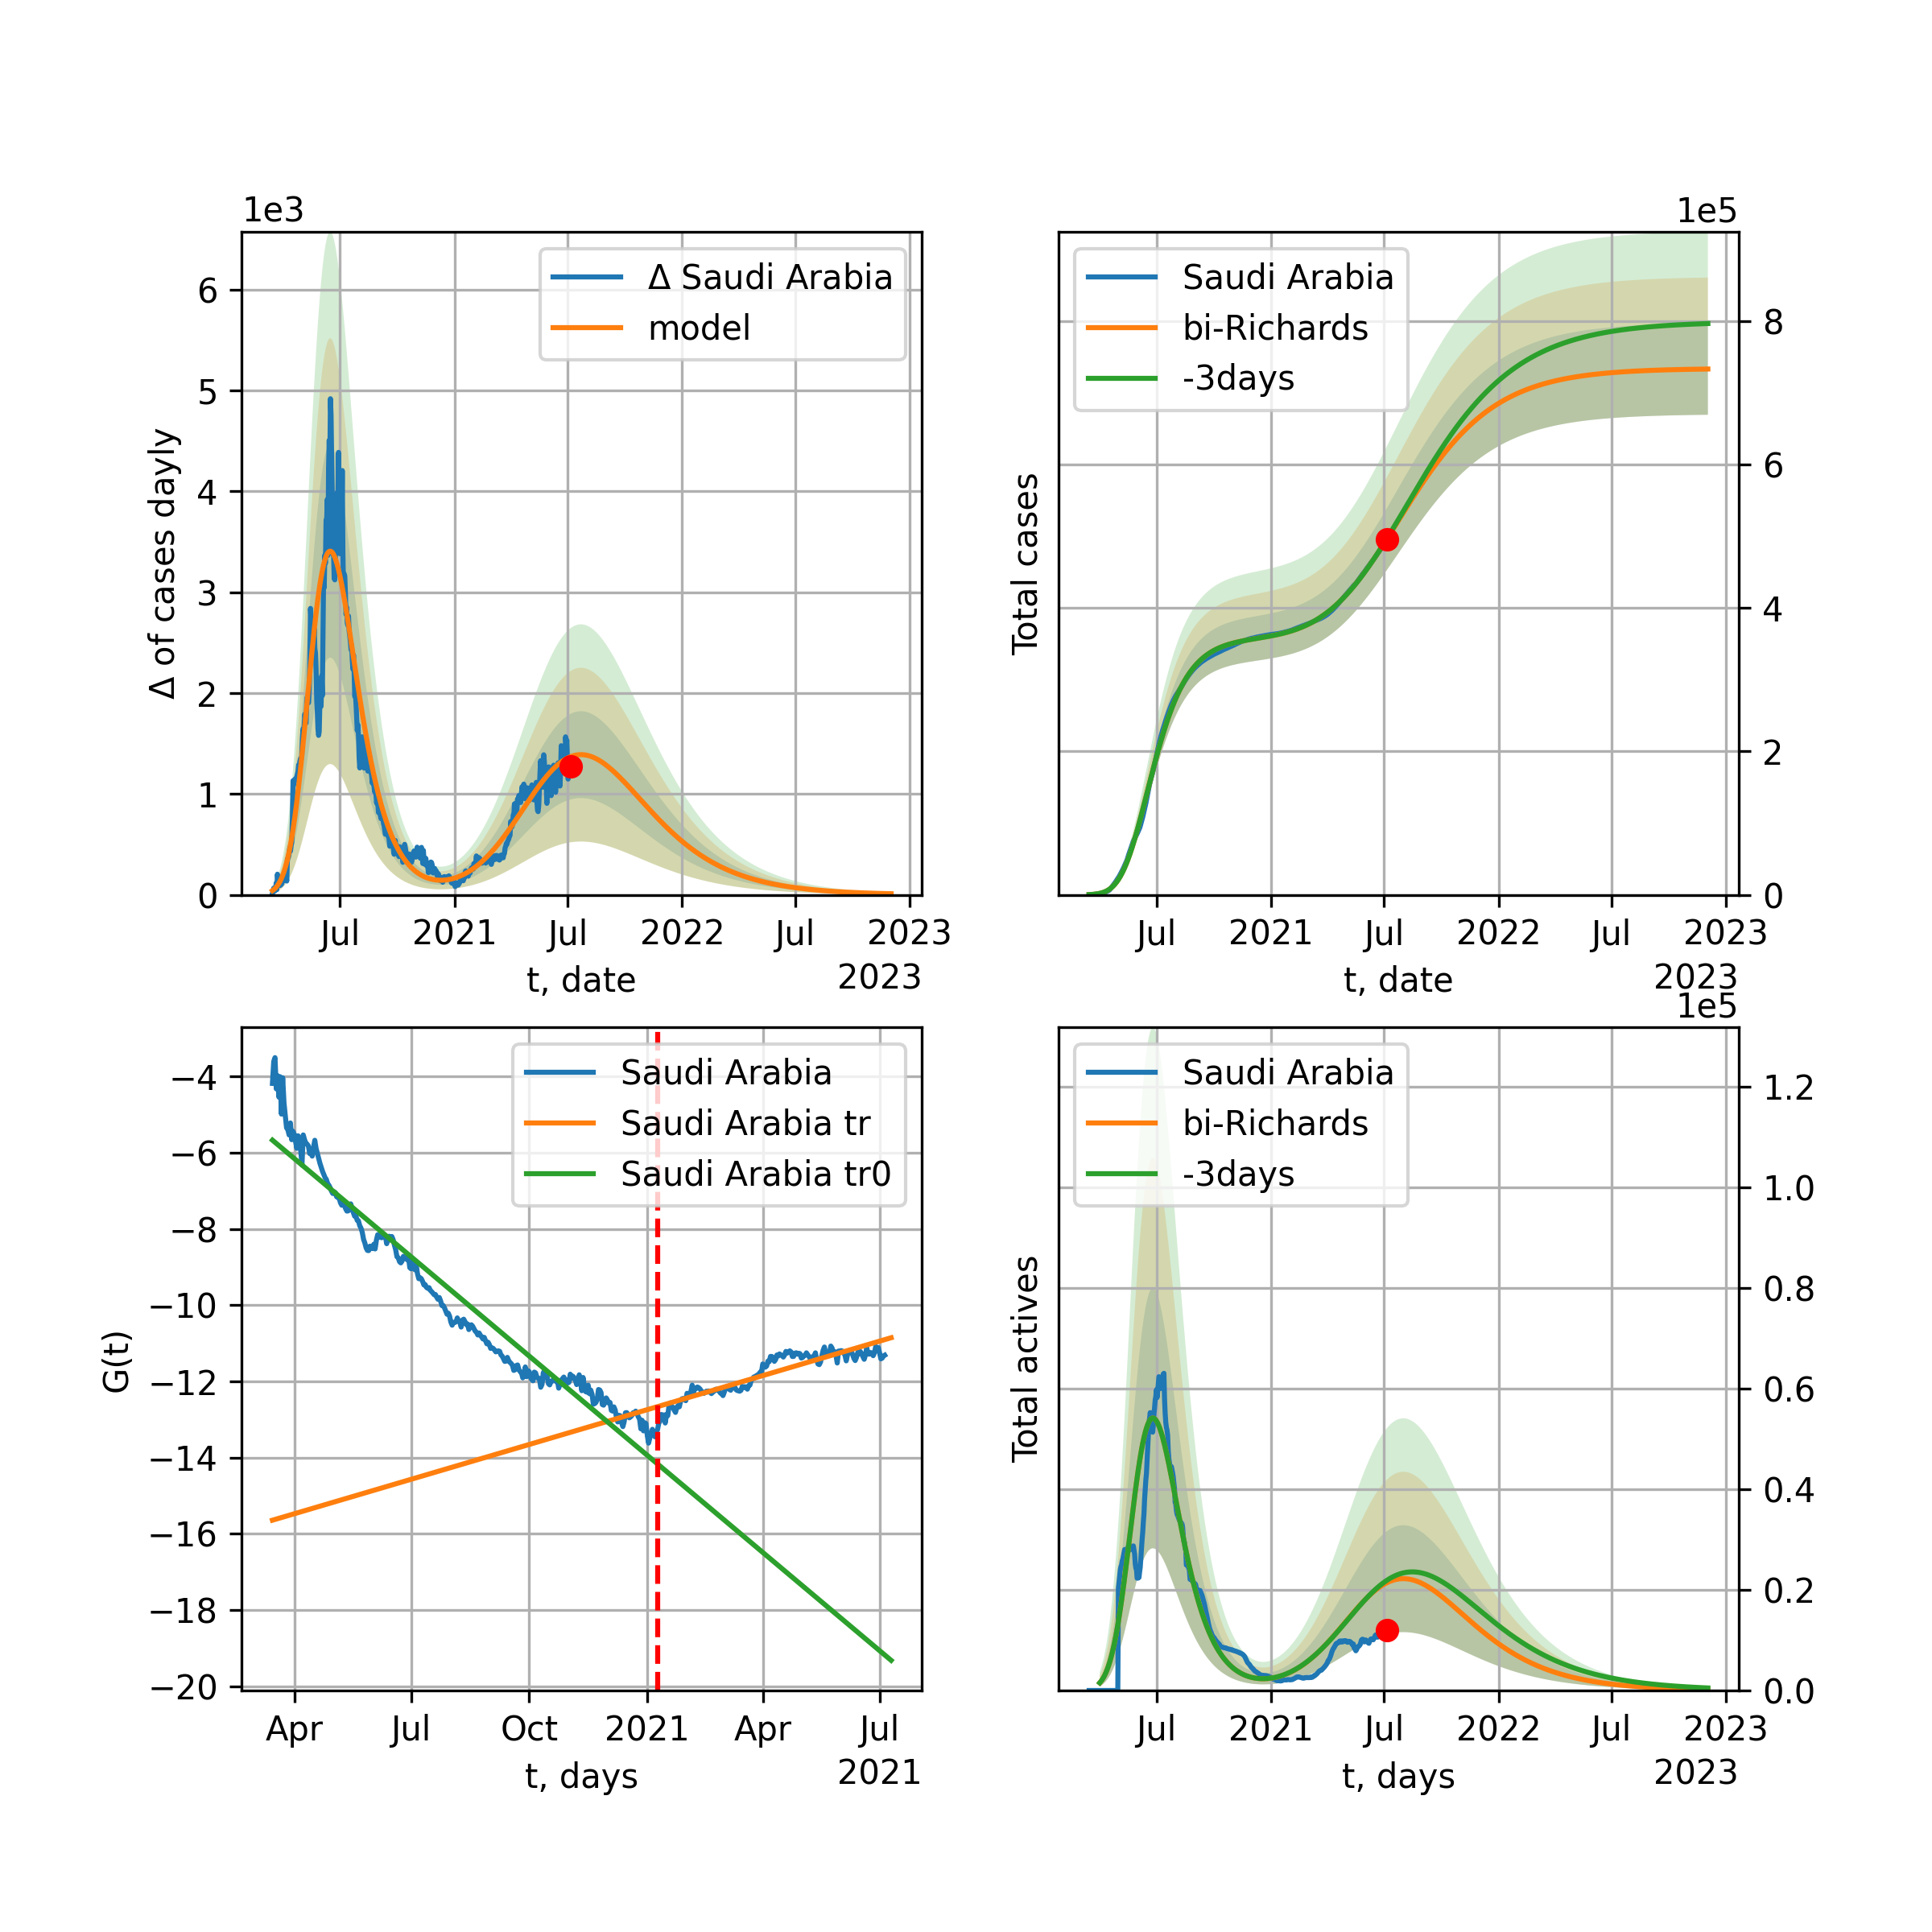 1e3
Δ of cases dayly
6
5
4
3
2
1
0
Δ Saudi Arabia
model
Jul
2021
Jul
2022
Jul
2023
t, date
2023
1e5
Total cases
Saudi Arabia
bi-Richards
-3days
8
6
4
2
0
Jul
2021
Jul
2022
Jul
2023
t, date
2023
G(t)
−4
−6
−8
−10
−12
−14
−16
−18
−20
Saudi Arabia
Saudi Arabia tr
Saudi Arabia tr0
Apr
Jul
Oct
2021
Apr
Jul
t, days
2021
1e5
Total actives
Saudi Arabia
bi-Richards
-3days
1.2
1.0
0.8
0.6
0.4
0.2
0.0
Jul
2021
Jul
2022
Jul
2023
t, days
2023